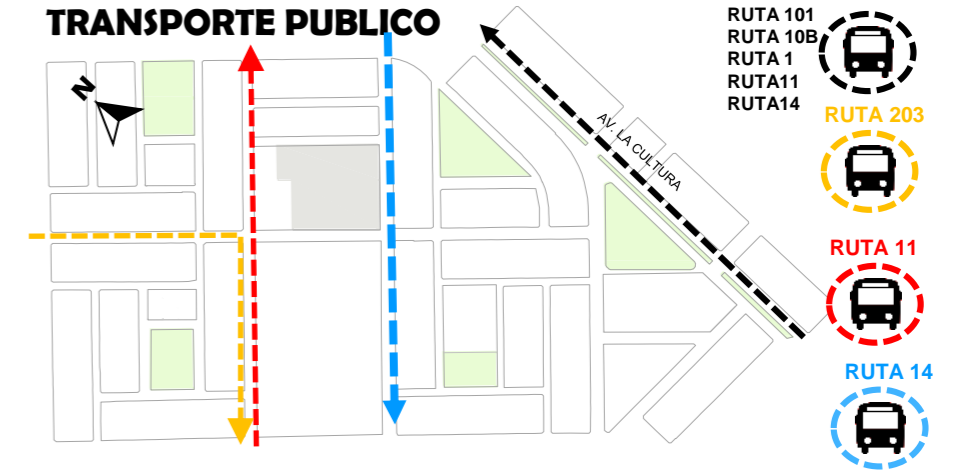 TRANSPORTE PUBLICO
N
AV. LA CULTURA
RUTA 101
RUTA 10B
RUTA 1
RUTA11
RUTA14
RUTA 203
RUTA 11
RUTA 14